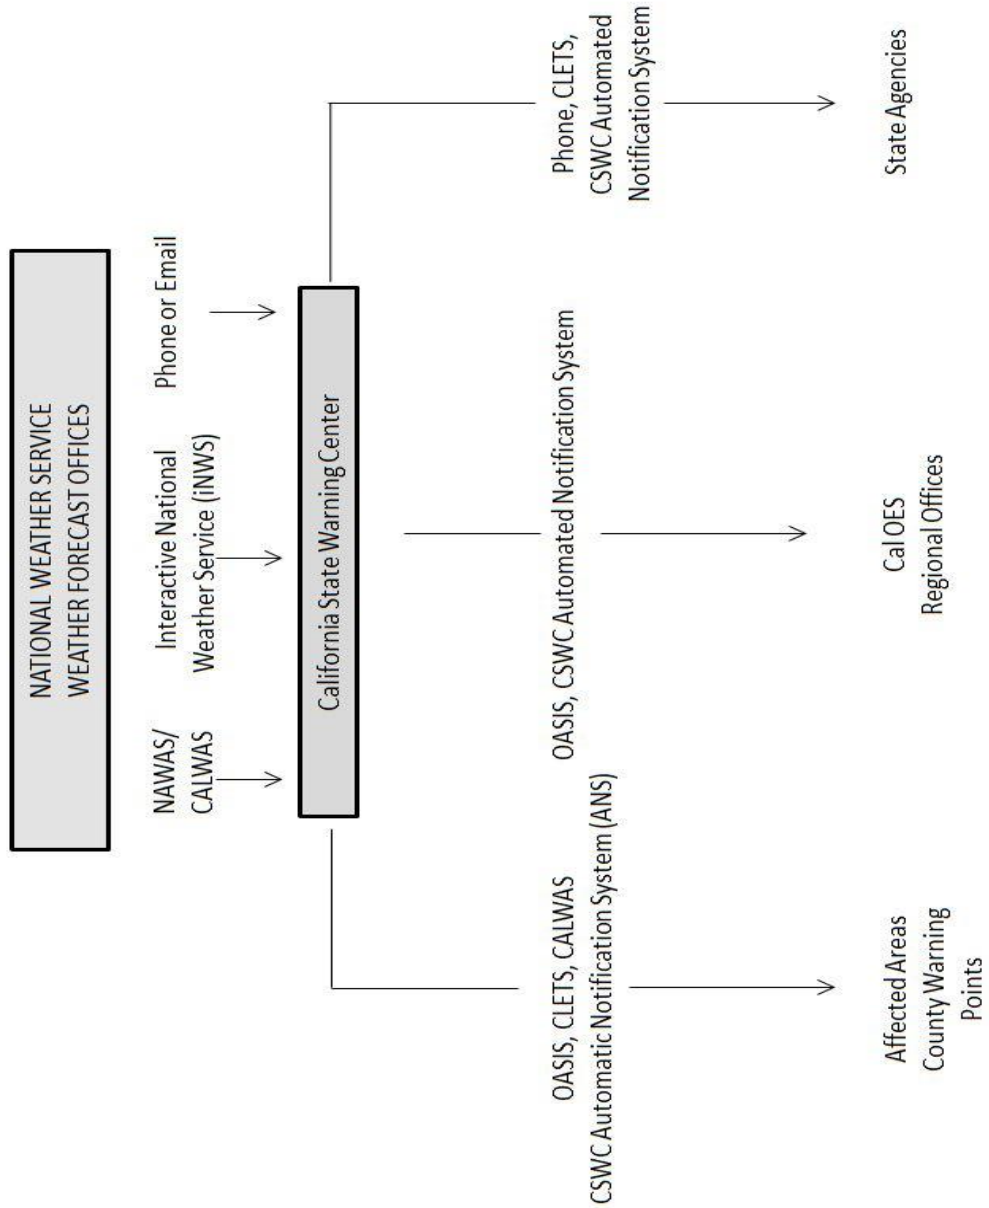 NATIONAL WEATHER SERVICE
WEATHER FORECAST OFFICES
NAWAS/
CALWAS
Interactive National
Weather Service (iNWS)
Phone or Email
California State Warning Center
OASIS, CLETS, CALWAS
CSWC Automatic Notification System (ANS)
OASIS, CSWC Automated Notification System
Phone, CLETS,
CSWC Automated
Notification System
Affected Areas
County Warning
Points
Cal OES
Regional Offices
State Agencies